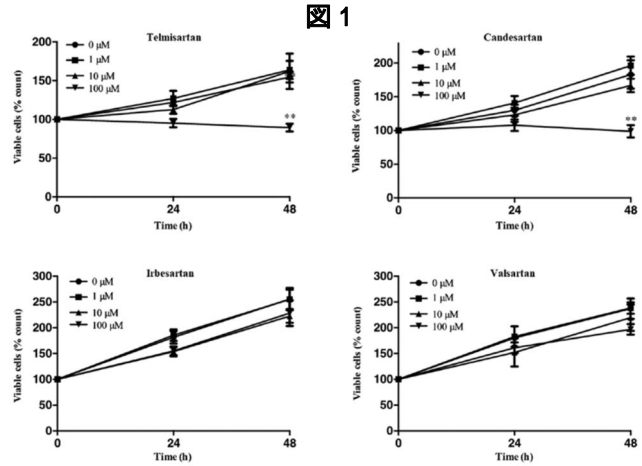 図 1
Telmisartan
200
150
100
50
0
Viable cells (% count)
0 μM
1 μM
10 μM
100 μM
**
0
24
48
Time (h)
Candesartan
200
150
100
50
0
Viable cells (% count)
0 μM
1 μM
10 μM
100 μM
**
0
24
48
Time (h)
Irbesartan
300
250
200
150
100
50
0
Viable cells (% count)
0 μM
1 μM
10 μM
100 μM
0
24
48
Time (h)
Valsartan
300
250
200
150
100
50
0
Viable cells (% count)
0 μM
1 μM
10 μM
100 μM
0
24
48
Time (h)